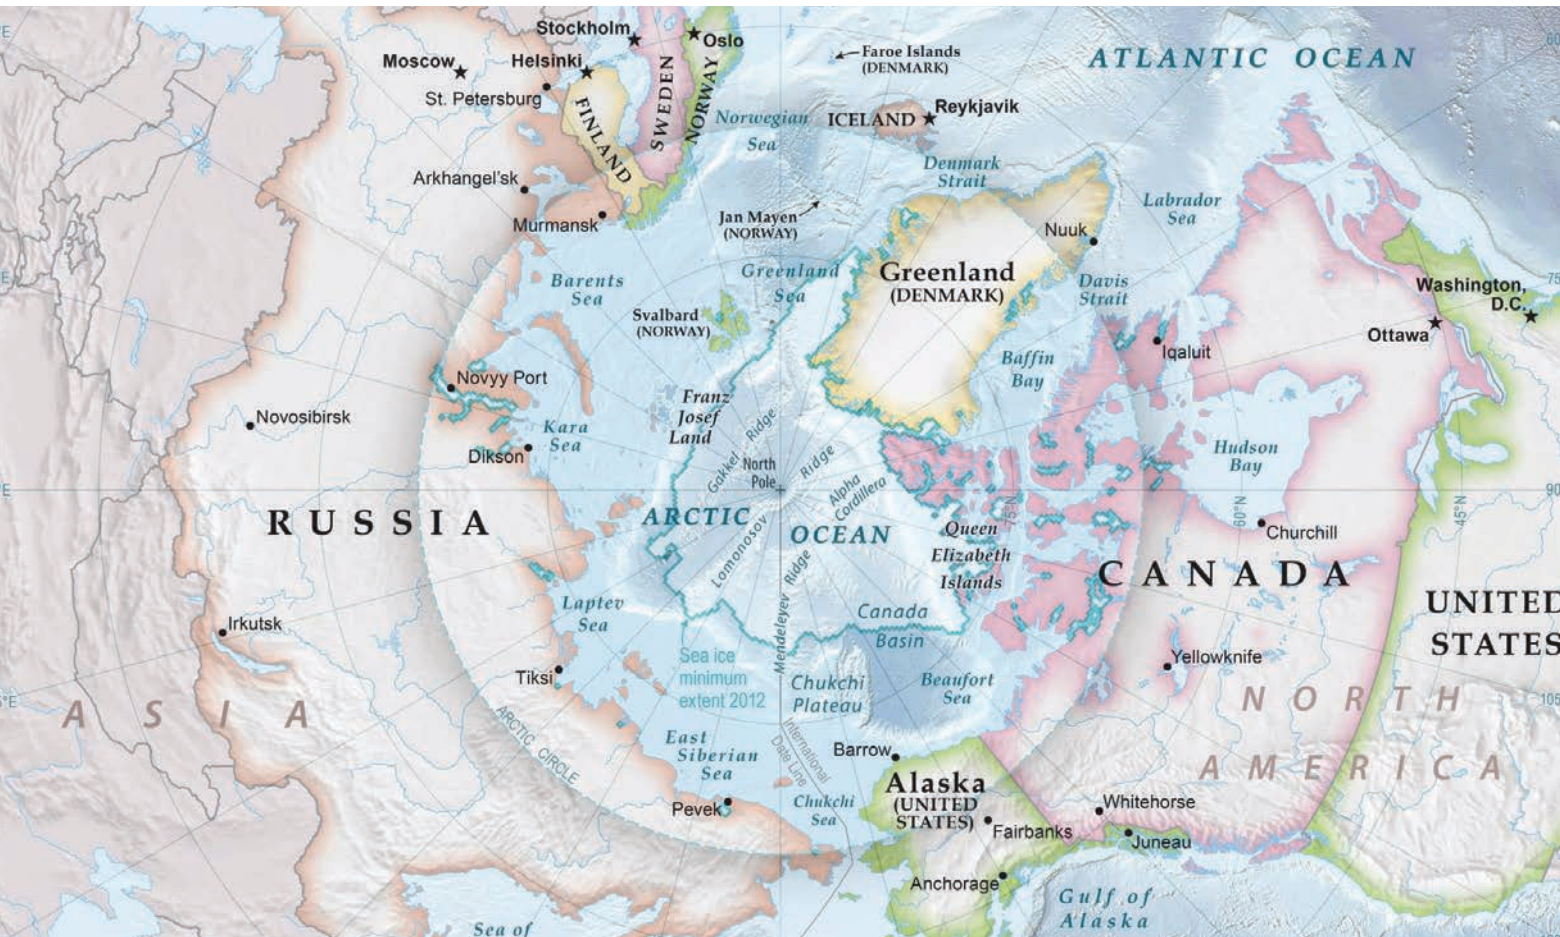 ATLANTIC OCEAN
Stockholm
Oslo
Faroe Islands
(DENMARK)
Moscow
Helsinki
St. Petersburg
FINLAND
SWEDEN
NORWAY
Norwegian
Sea
ICELAND
Reykjavik
Denmark
Strait
Arkhangel'sk
Murmansk
Jan Mayen
(NORWAY)
Nuuk
Labrador
Sea
Barents
Sea
Greenland
Sea
Greenland
(DENMARK)
Davis
Strait
Washington,
D.C.
Svalbard
(NORWAY)
Ottawa
Iqaluit
Baffin
Bay
Novyy Port
Franz
Josef
Land
Novosibirsk
Kara
Sea
Dikson
Gakkel Ridge
North
Pole
Ridge
Alpha
Cordillera
Hudson
Bay
75°N
60°N
45°N
90
RUSSIA
ARCTIC
OCEAN
Lomonosov
Queen
Elizabeth
Islands
Churchill
CANADA
UNITED
STATES
Laptev
Sea
Irkutsk
Mendeleyev Ridge
Canada
Basin
Tiksi
Sea ice
minimum
extent 2012
Chukchi
Plateau
Beaufort
Sea
Yellowknife
ASIA
NORTH
AMERICA
105
ARCTIC CIRCLE
East
Siberian
Sea
International
Date Line
Barrow
Alaska
(UNITED
STATES)
Pevek
Chukchi
Sea
Fairbanks
Whitehorse
Juneau
Anchorage
Gulf of
Alaska
Sea of